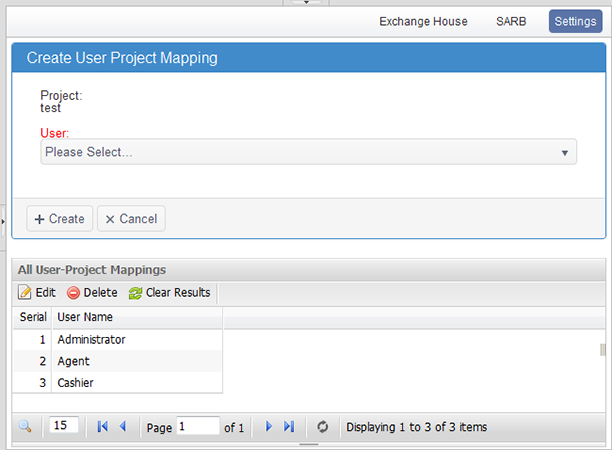 Exchange House SARB Settings
Create User Project Mapping
Project:
test
User:
Please Select...
Create Cancel
All User-Project Mappings
Edit Delete Clear Results
Serial User Name
1 Administrator
2 Agent
3 Cashier
15 Page 1 of 1 Displaying 1 to 3 of 3 items